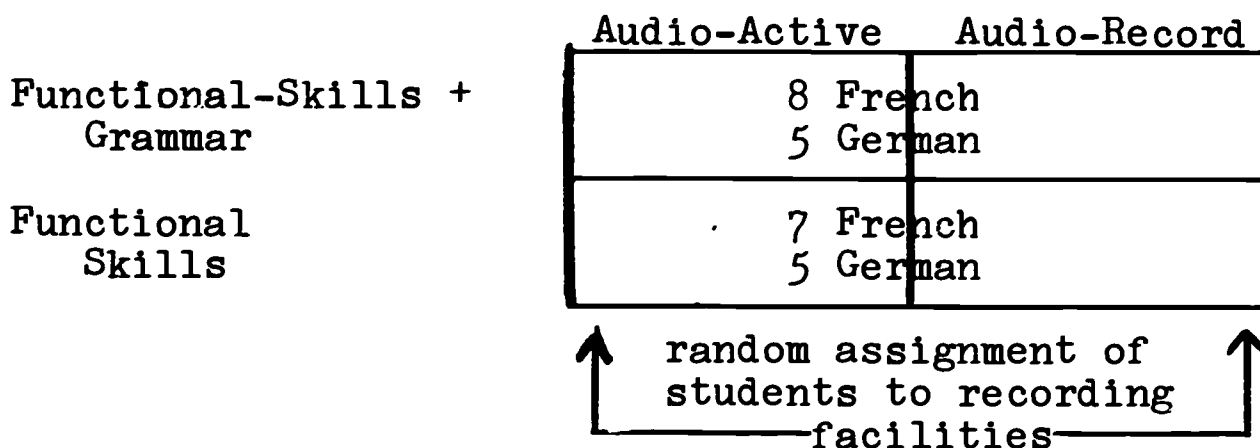 Audio-Active Audio-Record
Functional-Skills +
Grammar
8 French
5 German
Functional
Skills
7 French
5 German
random assignment of
students to recording
facilities